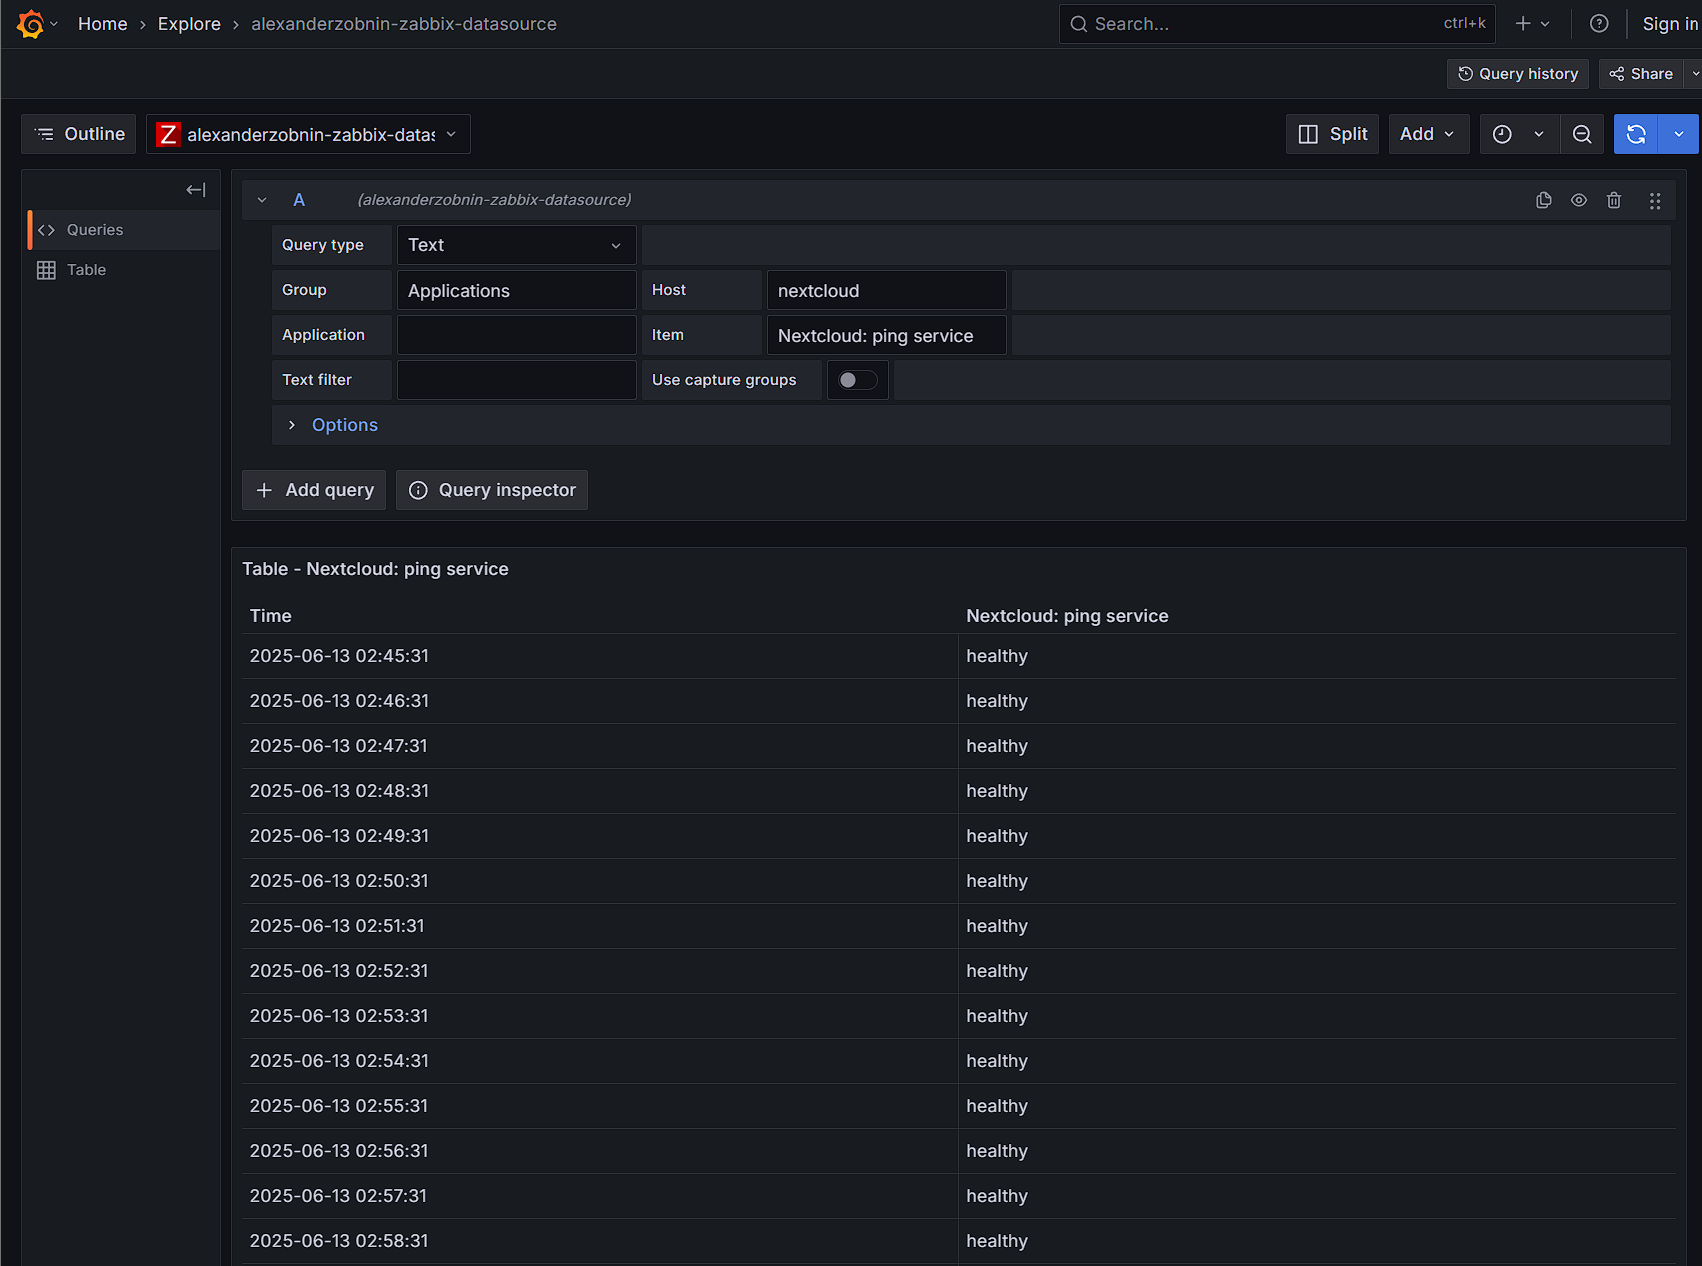 Home > Explore > alexanderzobnin-zabbix-datasource Search... ctrl+k Sign in
Query history Share
Outline Z alexanderzobnin-zabbix-datas Split Add
A (alexanderzobnin-zabbix-datasource)
Queries
Table
Query type Text
Group Applications Host nextcloud
Application Item Nextcloud: ping service
Text filter Use capture groups
Options
+ Add query Query inspector
Table - Nextcloud: ping service
Time Nextcloud: ping service
2025-06-13 02:45:31 healthy
2025-06-13 02:46:31 healthy
2025-06-13 02:47:31 healthy
2025-06-13 02:48:31 healthy
2025-06-13 02:49:31 healthy
2025-06-13 02:50:31 healthy
2025-06-13 02:51:31 healthy
2025-06-13 02:52:31 healthy
2025-06-13 02:53:31 healthy
2025-06-13 02:54:31 healthy
2025-06-13 02:55:31 healthy
2025-06-13 02:56:31 healthy
2025-06-13 02:57:31 healthy
2025-06-13 02:58:31 healthy